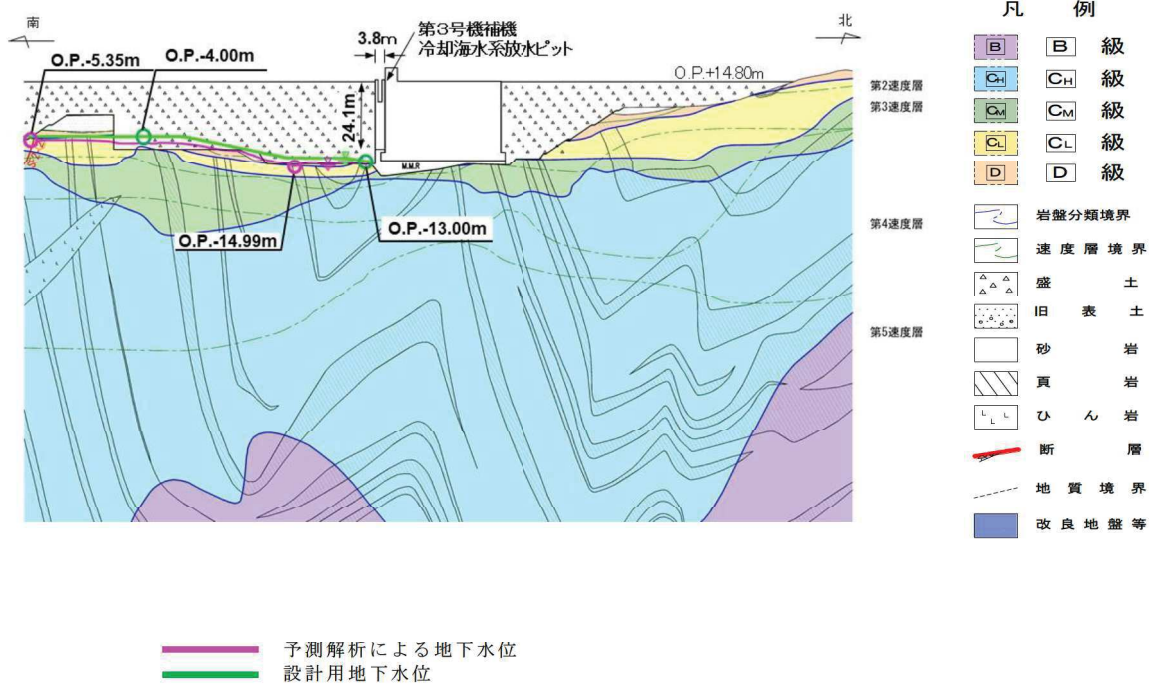 南
北
第3号機補機
冷却海水系放水ピット
3.8m
O.P.-5.35m
O.P.-4.00m
O.P.+14.80m
24.1m
M.M.R
O.P.-14.99m
O.P.-13.00m
第2速度層
第3速度層
第4速度層
第5速度層
凡 例
B B 級
CH CH 級
CM CM 級
CL CL 級
D D 級
岩盤分類境界
速度層境界
盛土
旧表土
砂岩
頁岩
ひん岩
断層
地質境界
改良地盤等
予測解析による地下水位
設計用地下水位